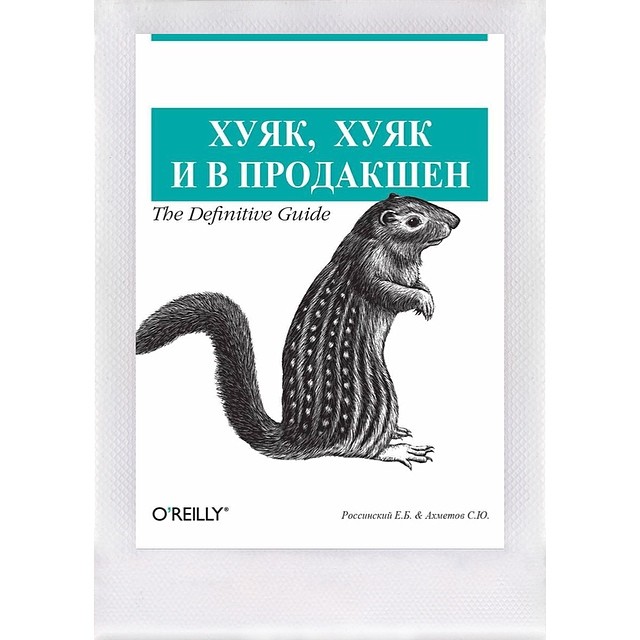 ХУЯК, ХУЯК
И В ПРОДАКШЕН
The Definitive Guide
O'REILLY®
Россинский Е.Б. & Ахметов С.Ю.